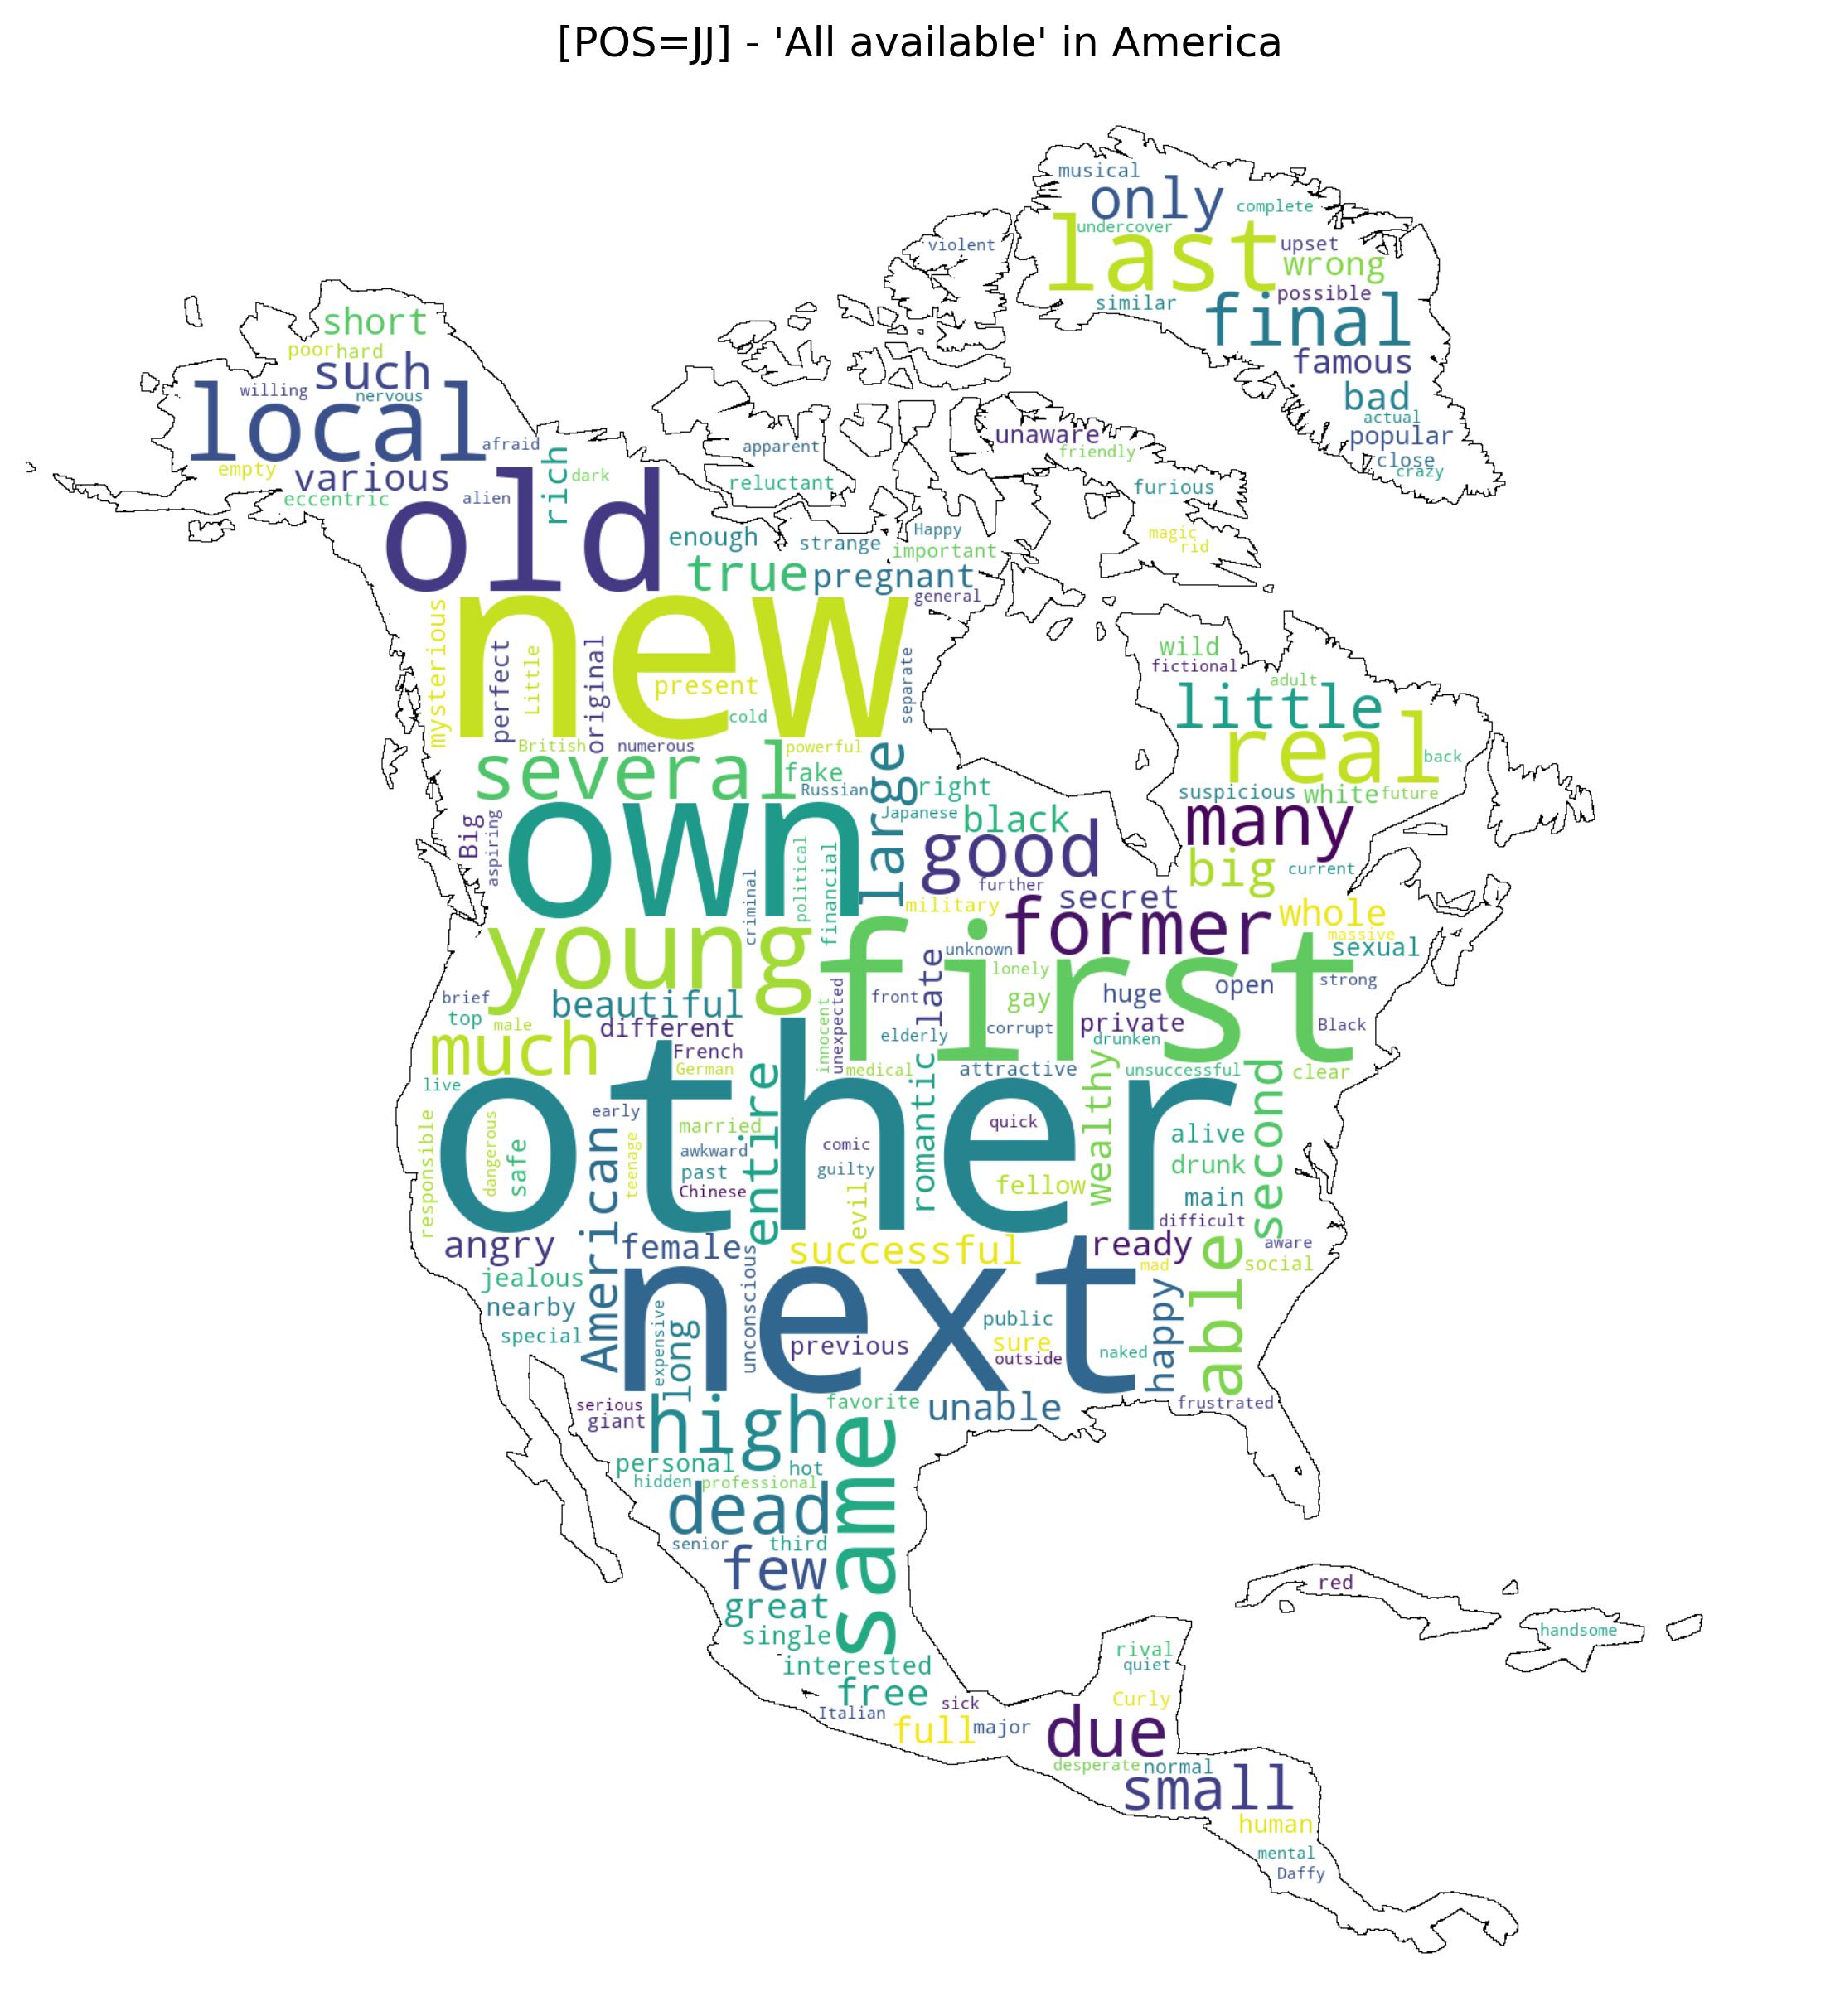 [POS=JJ] - 'All available' in America
musical
only
complete
undercover
last
upset
wrong
violent
possible
similar
final
famous
bad
actual
popular
close
crazy
short
poor
hard
such
willing
nervous
local
afraid
empty
various
eccentric
alien
rich
dark
old
apparent
reluctant
unaware
friendly
furious
magic
rid
enough
strange
Happy
important
true
pregnant
general
new
mysterious
perfect
Little
original
present
cold
separate
British
numerous
powerful
several
fake
Russian
large
right
Japanese
black
wild
fictional
adult
little
real
back
suspicious
white
future
many
big
current
Big
aspiring
own
good
further
secret
criminal
political
financial
military
former
whole
massive
sexual
young
first
unknown
lonely
late
front
gay
huge
open
strong
brief
beautiful
top
male
different
innocent
unexpected
elderly
corrupt
private
drunken
Black
much
French
German
medical
attractive
unsuccessful
clear
live
entire
romantic
wealthy
second
other
early
responsible
dangerous
safe
American
teenage
married
awkward
past
Chinese
comic
guilty
evil
quick
fellow
alive
drunk
main
difficult
angry
female
successful
ready
mad
aware
social
able
jealous
nearby
special
next
unconscious
expensive
long
previous
public
sure
outside
naked
happy
serious
giant
high
favorite
unable
frustrated
personal
hot
hidden
professional
same
dead
senior
third
few
great
single
interested
free
Italian
sick
full
major
red
handsome
rival
quiet
Curly
due
desperate
normal
small
human
mental
Daffy